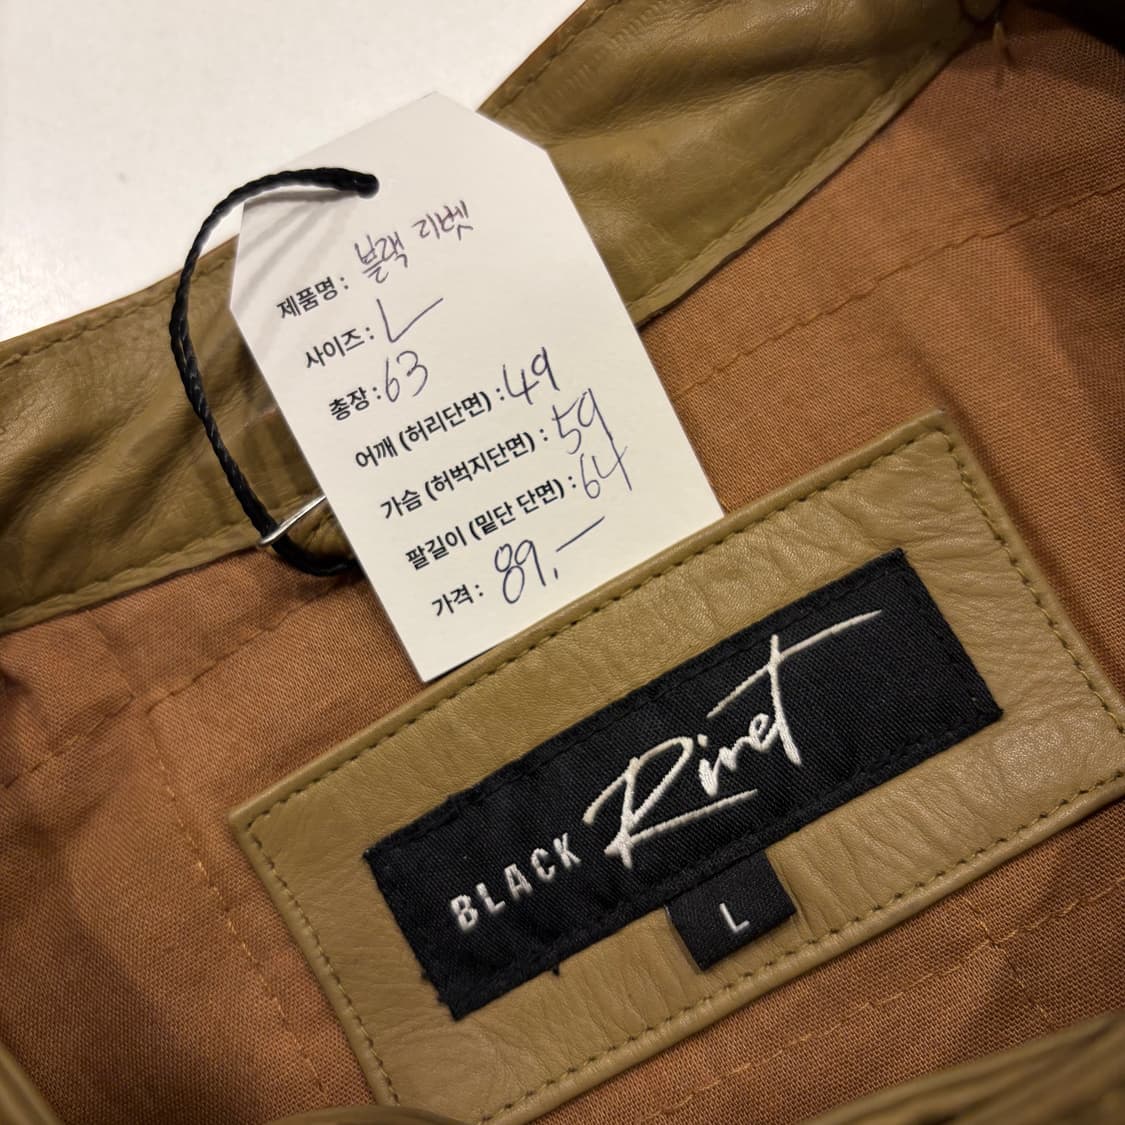 제품명 : 블랙 리벳
사이즈 : L
총장 : 63
어깨 (허리단면) : 49
가슴 (허벅지단면) : 59
팔길이 (밑단 단면) : 64
가격 : 89,-
BLACK Rivet
L